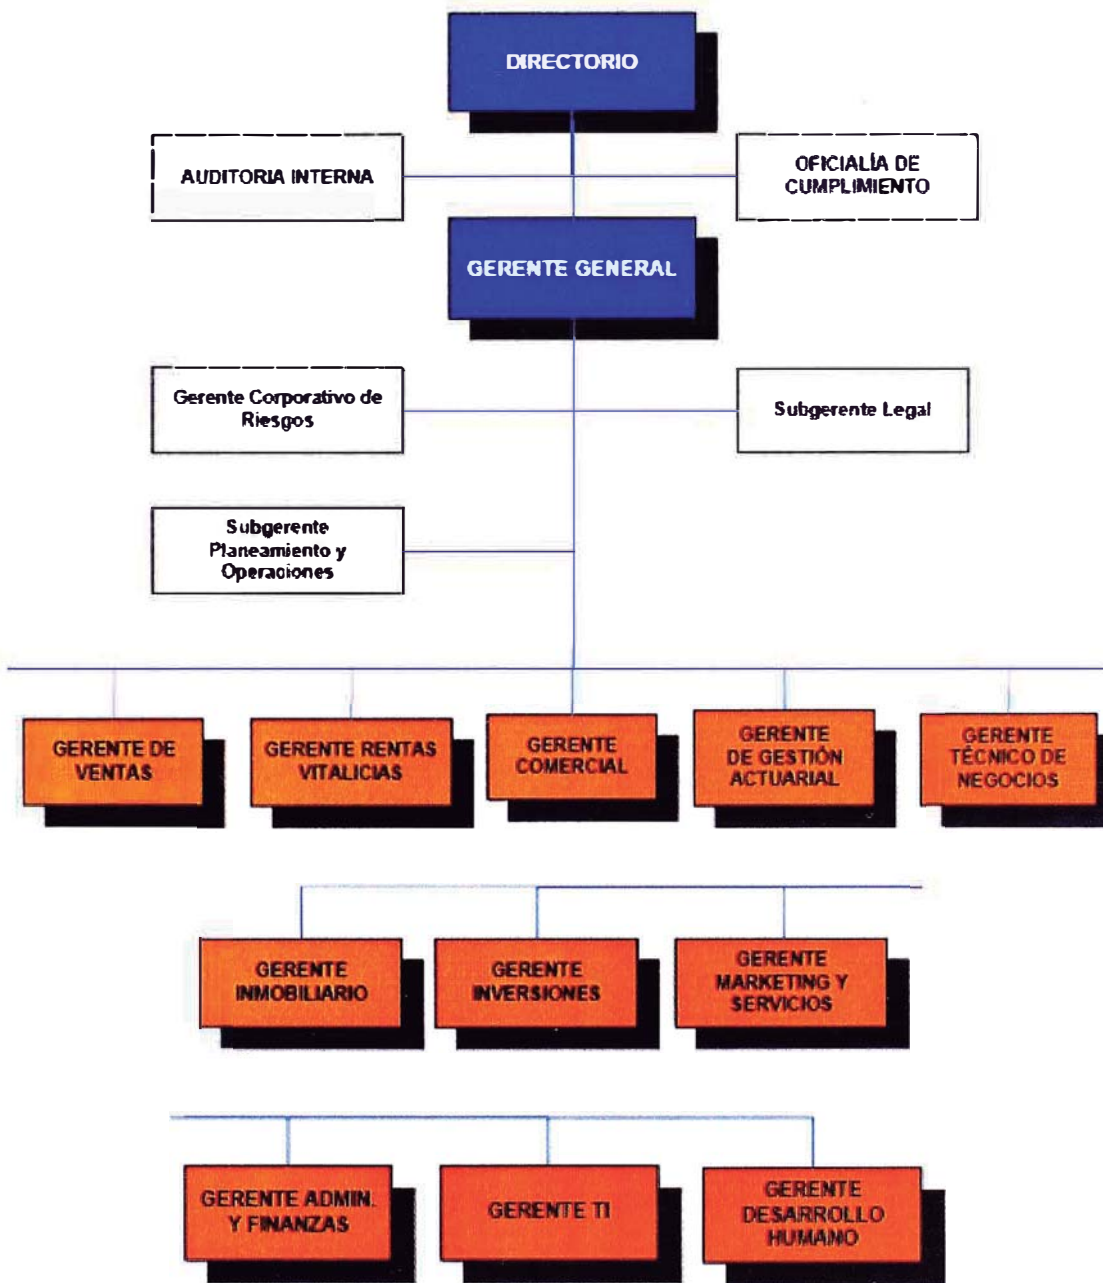 DIRECTORIO
AUDITORIA INTERNA
OFICIALÍA DE
CUMPLIMIENTO
GERENTE GENERAL
Gerente Corporativo de
Riesgos
Subgerente Legal
Subgerente
Planeamiento y
Operaciones
GERENTE DE
VENTAS
GERENTE RENTAS
VITALICIAS
GERENTE
COMERCIAL
GERENTE
DE GESTIÓN
ACTUARIAL
GERENTE
TÉCNICO DE
NEGOCIOS
GERENTE
INMOBILIARIO
GERENTE
INVERSIONES
GERENTE
MARKETING Y
SERVICIOS
GERENTE ADMIN.
Y FINANZAS
GERENTE TI
GERENTE
DESARROLLO
HUMANO